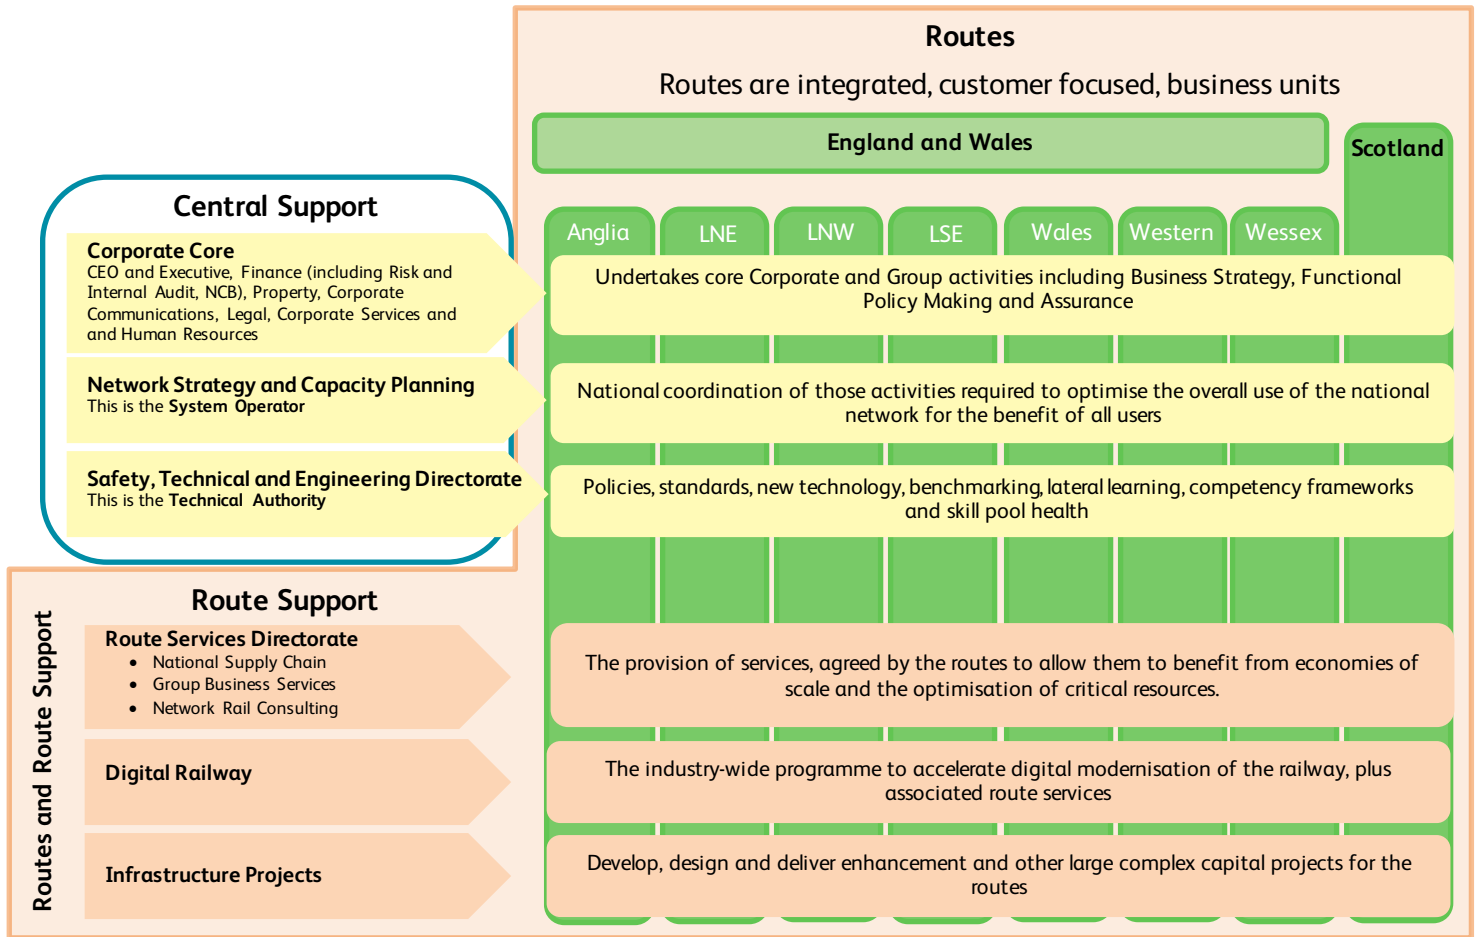 Routes
Routes are integrated, customer focused, business units
England and Wales
Scotland
Anglia
LNE
LNW
LSE
Wales
Western
Wessex
Central Support
Corporate Core
CEO and Executive, Finance (including Risk and
Internal Audit, NCB), Property, Corporate
Communications, Legal, Corporate Services and
and Human Resources
Undertakes core Corporate and Group activities including Business Strategy, Functional
Policy Making and Assurance
Network Strategy and Capacity Planning
This is the System Operator
National coordination of those activities required to optimise the overall use of the national
network for the benefit of all users
Safety, Technical and Engineering Directorate
This is the Technical Authority
Policies, standards, new technology, benchmarking, lateral learning, competency frameworks
and skill pool health
Routes and Route Support
Route Support
Route Services Directorate
• National Supply Chain
• Group Business Services
• Network Rail Consulting
The provision of services, agreed by the routes to allow them to benefit from economies of
scale and the optimisation of critical resources.
Digital Railway
The industry-wide programme to accelerate digital modernisation of the railway, plus
associated route services
Infrastructure Projects
Develop, design and deliver enhancement and other large complex capital projects for the
routes